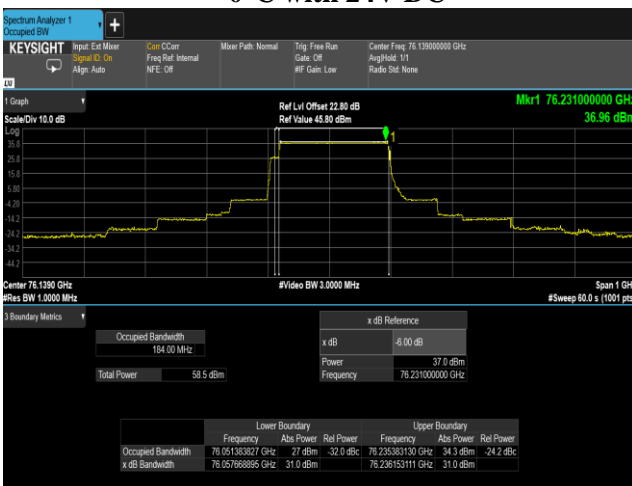 0°C with 24V DC
Spectrum Analyzer 1
Occupied BW
+
KEYSIGHT Input: Ext Mixer Corr CCorr Mixer Path: Normal Trig: Free Run Center Freq: 76.139000000 GHz
Signal ID: On Freq Ref: Internal Gate: Off Avg|Hold: 1/1
Align: Auto NFE: Off #IF Gain: Low Radio Std: None
LXI
1 Graph
Ref Lvl Offset 22.80 dB Mkr1 76.231000000 GHz
Scale/Div 10.0 dB Ref Value 45.80 dBm 36.96 dBm
Log
1
35.8
25.8
15.8
5.80
-4.20
-14.2
-24.2
-34.2
-44.2
Center 76.1390 GHz #Video BW 3.0000 MHz Span 1 GHz
#Res BW 1.0000 MHz #Sweep 60.0 s (1001 pts
3 Boundary Metrics
x dB Reference
Occupied Bandwidth
184.00 MHz
x dB -6.00 dB
Power 37.0 dBm
Total Power 58.5 dBm Frequency 76.231000000 GHz
Lower Boundary Upper Boundary
Frequency Abs Power Rel Power Frequency Abs Power Rel Power
Occupied Bandwidth 76.051383827 GHz 27 dBm -32.0 dBc 76.235383130 GHz 34.3 dBm -24.2 dBc
x dB Bandwidth 76.057668895 GHz 31.0 dBm 76.236153111 GHz 31.0 dBm